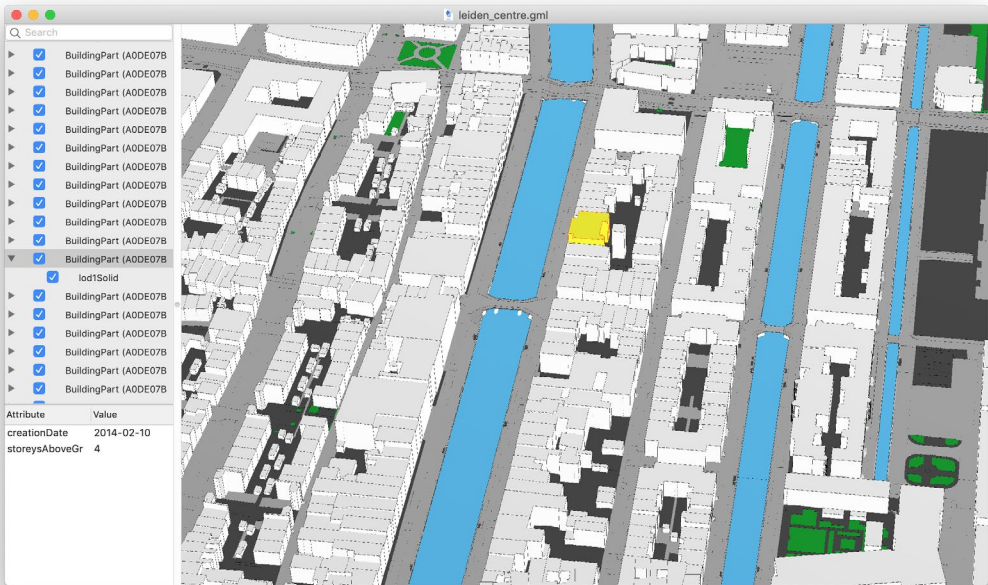 leiden_centre.gml
Search
BuildingPart (A0DE07B
BuildingPart (A0DE07B
BuildingPart (A0DE07B
BuildingPart (A0DE07B
BuildingPart (A0DE07B
BuildingPart (A0DE07B
BuildingPart (A0DE07B
BuildingPart (A0DE07B
BuildingPart (A0DE07B
BuildingPart (A0DE07B
BuildingPart (A0DE07B
BuildingPart (A0DE07B
lod1Solid
BuildingPart (A0DE07B
BuildingPart (A0DE07B
BuildingPart (A0DE07B
BuildingPart (A0DE07B
BuildingPart (A0DE07B
BuildingPart (A0DE07B
Attribute Value
creationDate 2014-02-10
storeysAboveGr 4